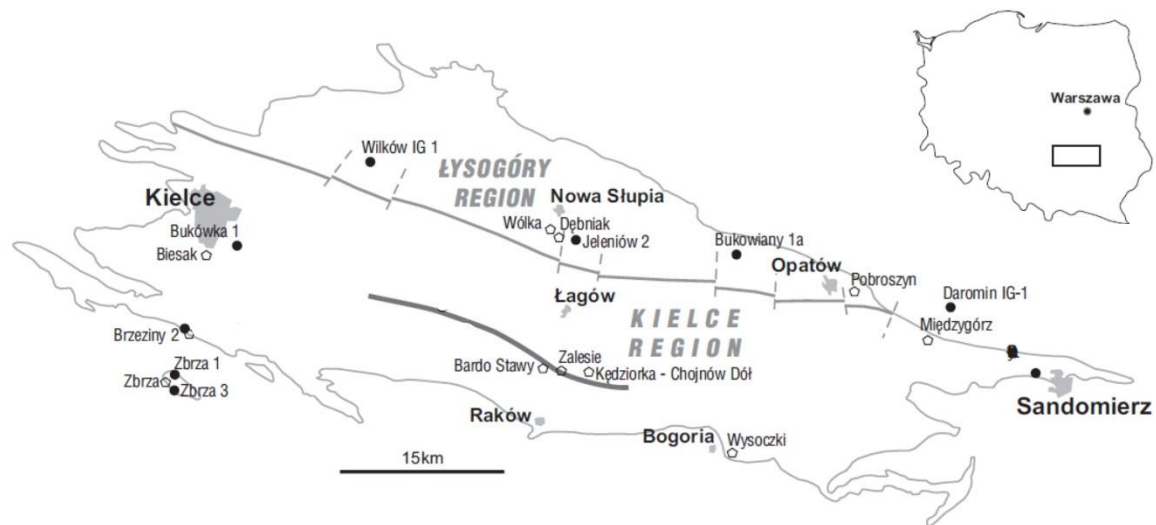 Warszawa
Wilków IG 1
ŁYSOGÓRY
REGION
Kielce
Nowa Słupia
Wólka
Dębniak
Bukówka 1
Jeleniów 2
Bukowiany 1a
Biesak
Opatów
Pobroszyn
Łagów
Daromin IG-1
KIELCE
REGION
Międzygórz
Brzeziny 2
Zbrza 1
Zalesie
Bardo Stawy
Kędziorka - Chojnów Dół
Zbrza
Zbrza 3
Sandomierz
Raków
Bogoria
Wysoczki
15km